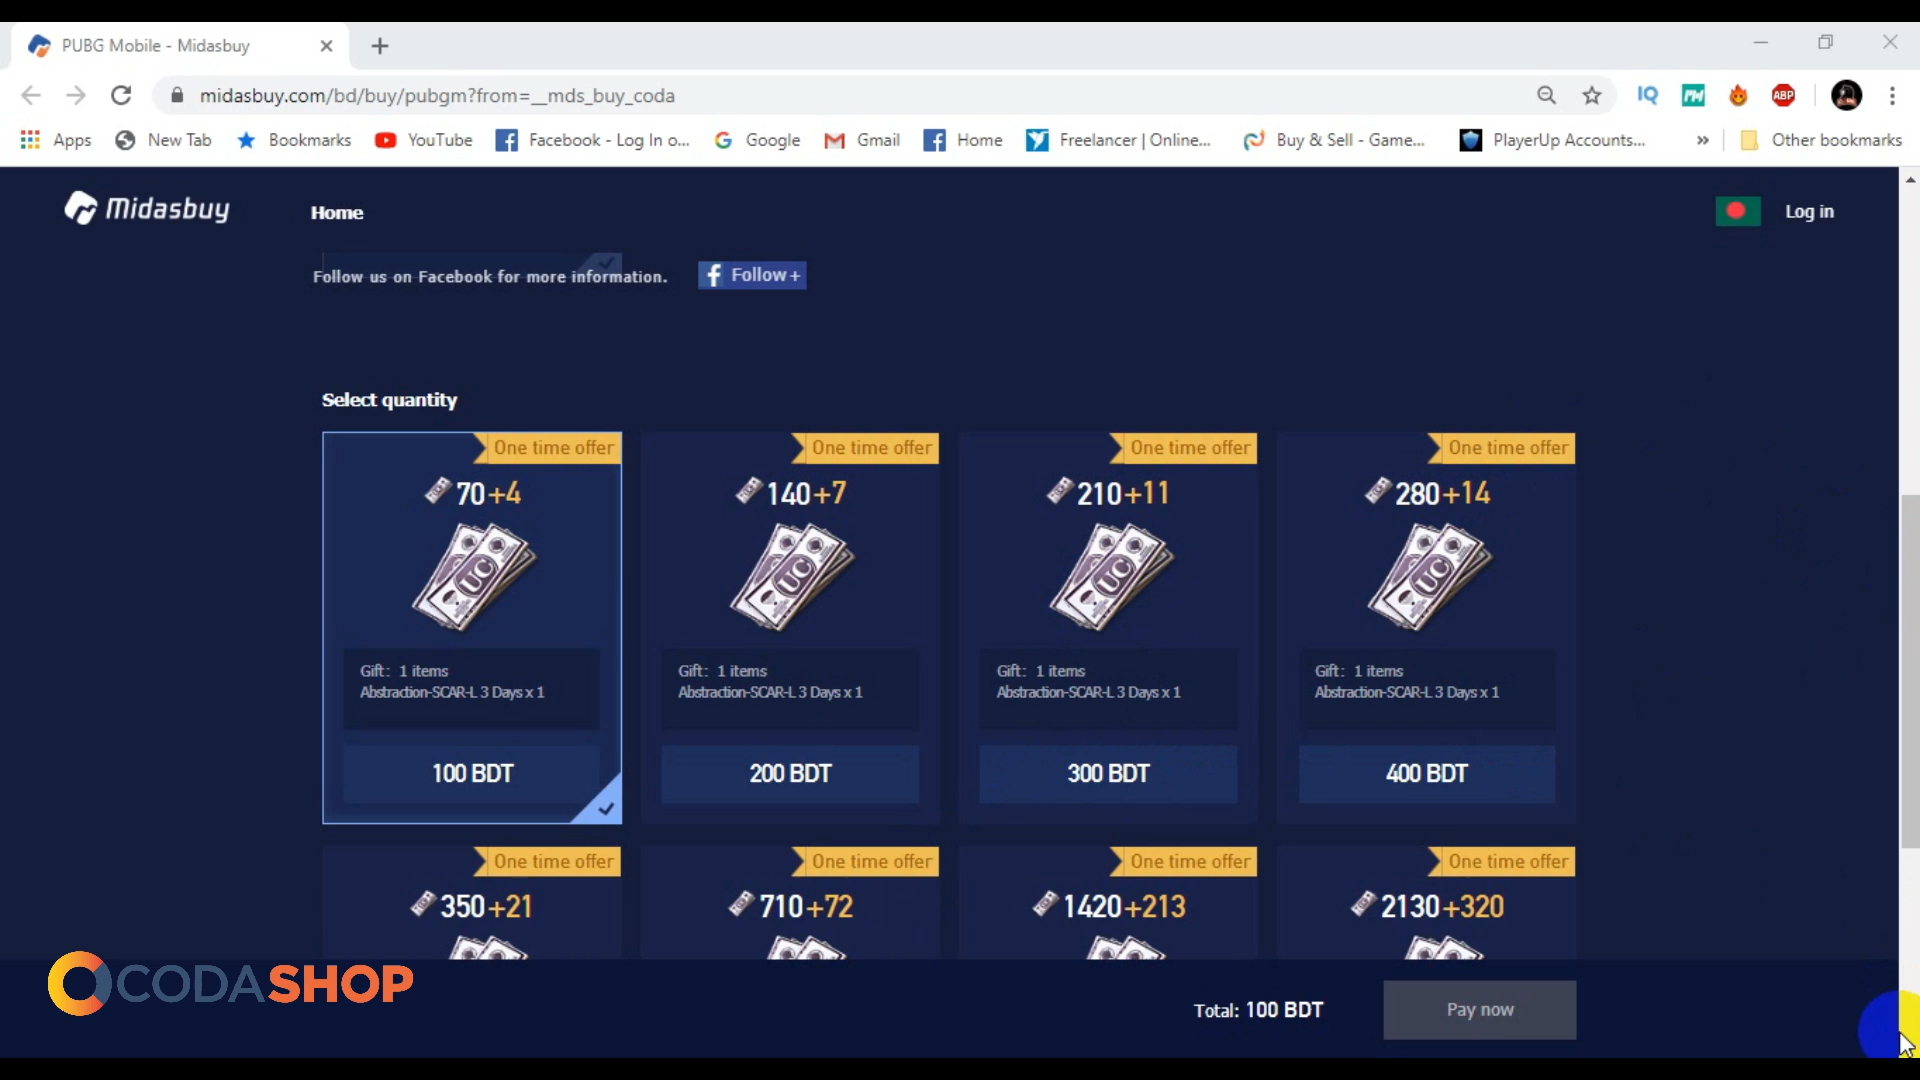 PUBG Mobile - Midasbuy
midasbuy.com/bd/buy/pubgm?from=__mds_buy_coda
IQ
ABP
Apps New Tab Bookmarks YouTube Facebook - Log In o... Google Gmail Home Freelancer | Online... Buy & Sell - Game... PlayerUp Accounts... » Other bookmarks
Midasbuy Home Log in
Follow us on Facebook for more information. Follow+
Select quantity
One time offer One time offer One time offer One time offer
70+4 140+7 210+11 280+14
UC UC UC UC
Gift: 1 items Gift: 1 items Gift: 1 items Gift: 1 items
Abstraction-SCAR-L 3 Days x 1 Abstraction-SCAR-L 3 Days x 1 Abstraction-SCAR-L 3 Days x 1 Abstraction-SCAR-L 3 Days x 1
100 BDT 200 BDT 300 BDT 400 BDT
One time offer One time offer One time offer One time offer
350+21 710+72 1420+213 2130+320
CODASHOP
Total: 100 BDT Pay now